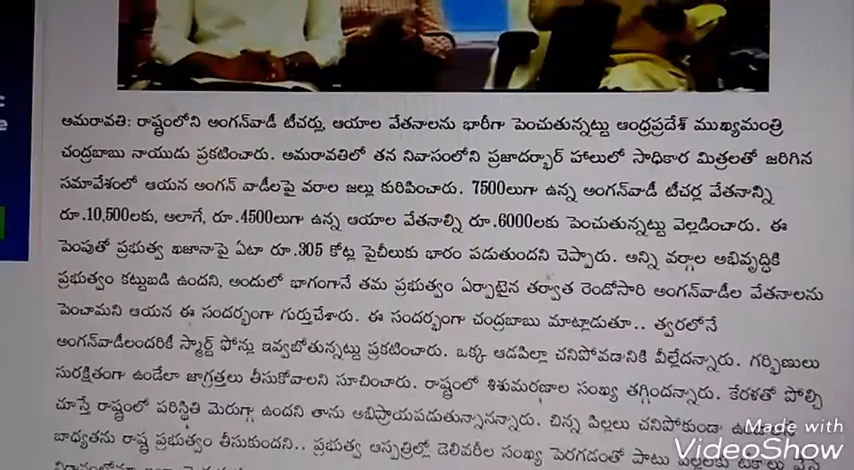 అమరావతి: రాష్ట్రంలోని అంగన్‌వాడీ టీచర్లు, ఆయాల వేతనాలను భారీగా పెంచుతున్నట్టు ఆంధ్రప్రదేశ్ ముఖ్యమంత్రి
చంద్రబాబు నాయుడు ప్రకటించారు. అమరావతిలో తన నివాసంలోని ప్రజాదర్బార్ హాలులో సాధికార మిత్రలతో జరిగిన
సమావేశంలో ఆయన అంగన్ వాడీలపై వరాల జల్లు కురిపించారు. 7500లుగా ఉన్న అంగన్‌వాడీ టీచర్ల వేతనాన్ని
రూ.10,500లకు, అలాగే, రూ.4500లుగా ఉన్న ఆయాల వేతనాల్ని రూ.6000లకు పెంచుతున్నట్టు వెల్లడించారు. ఈ
పెంపుతో ప్రభుత్వ ఖజానాపై ఏటా రూ.305 కోట్ల పైచీలుకు భారం పడుతుందని చెప్పారు. అన్ని వర్గాల అభివృద్ధికి
ప్రభుత్వం కట్టుబడి ఉందని, అందులో భాగంగానే తమ ప్రభుత్వం ఏర్పాటైన తర్వాత రెండోసారి అంగన్‌వాడీల వేతనాలను
పెంచామని ఆయన ఈ సందర్భంగా గుర్తుచేశారు. ఈ సందర్భంగా చంద్రబాబు మాట్లాడుతూ.. త్వరలోనే
అంగన్‌వాడీలందరికీ స్మార్ట్ ఫోన్లు ఇవ్వబోతున్నట్టు ప్రకటించారు. ఒక్క ఆడపిల్లా చనిపోవడానికి వీల్లేదన్నారు. గర్భిణులు
సురక్షితంగా ఉండేలా జాగ్రత్తలు తీసుకోవాలని సూచించారు. రాష్ట్రంలో శిశుమరణాల సంఖ్య తగ్గిందన్నారు. కేరళతో పోల్చి
చూస్తే రాష్ట్రంలో పరిస్థితి మెరుగ్గా ఉందని తాను అభిప్రాయపడుతున్నానన్నారు. చిన్న పిల్లలు చనిపోకుండా
బాధ్యతను రాష్ట్ర ప్రభుత్వం తీసుకుందని.. ప్రభుత్వ ఆస్పత్రిల్లో డెలివరీల సంఖ్య పెరగడంతో పాటు పిల్లలకు
Made with
VideoShow